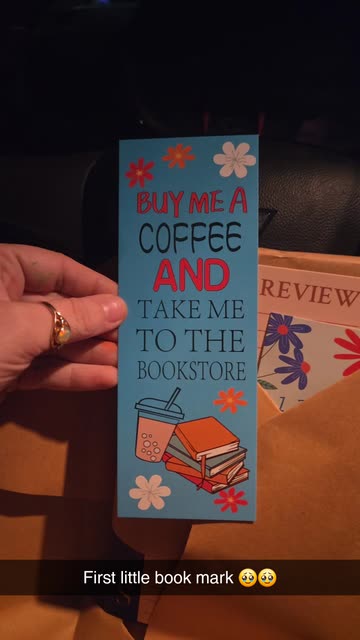 BUY ME A
COFFEE
AND
TAKE ME
TO THE
BOOKSTORE
REVIEW
First little book mark 🥹🥹